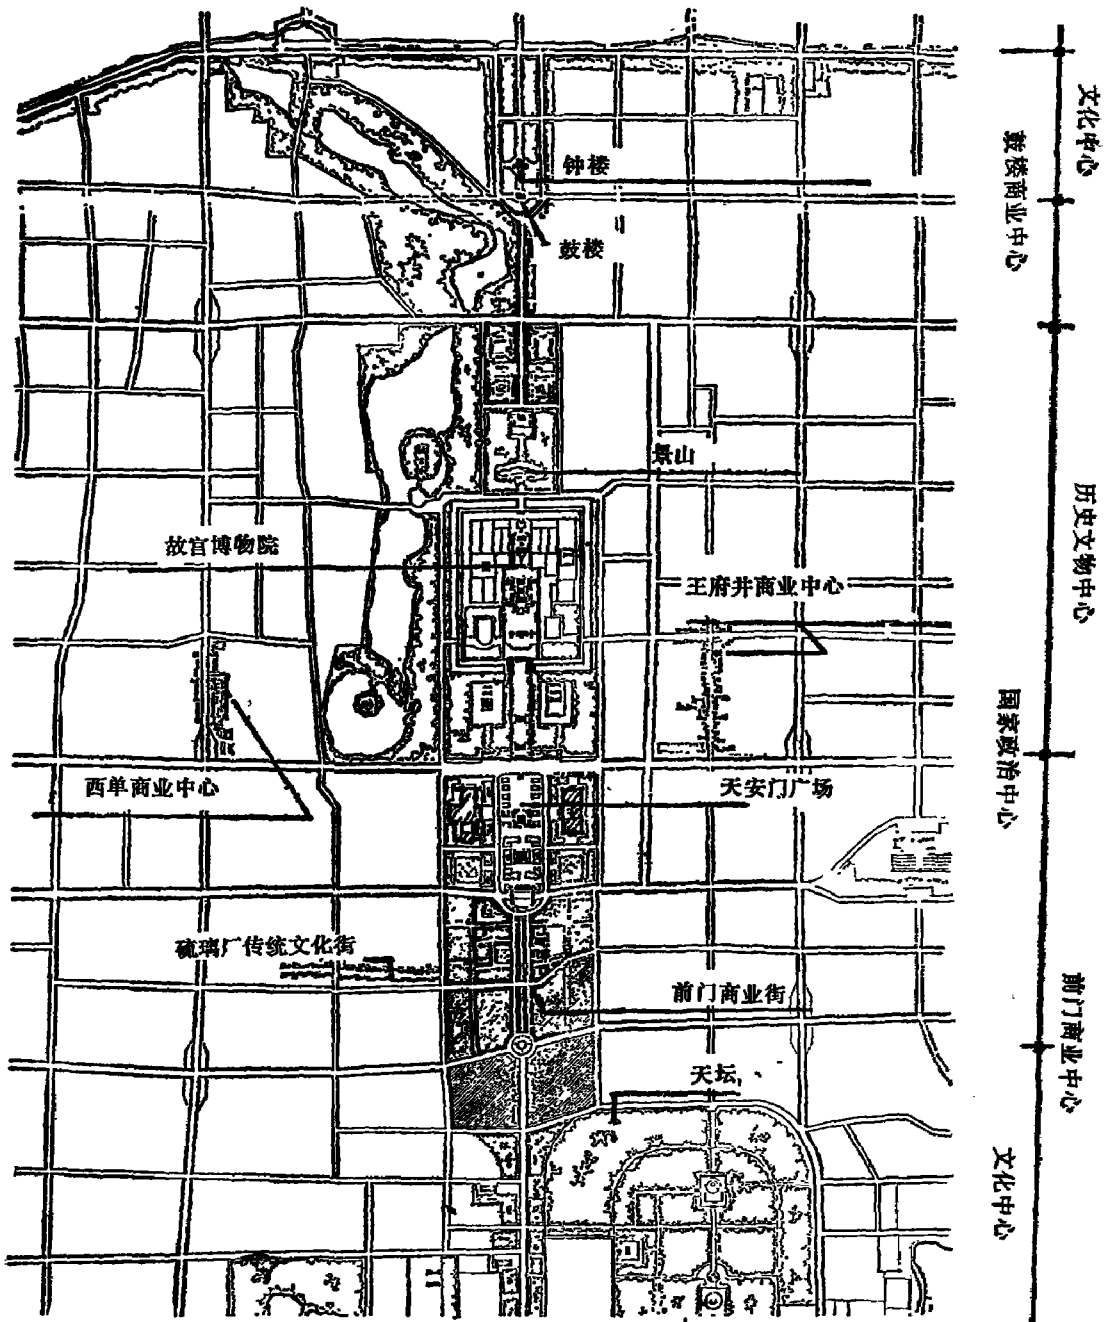 钟楼
鼓楼
景山
故宫博物院
王府井商业中心
西单商业中心
天安门广场
琉璃厂传统文化街
前门商业街
天坛
文化中心
鼓楼商业中心
历史文物中心
国家政治中心
前门商业中心
文化中心